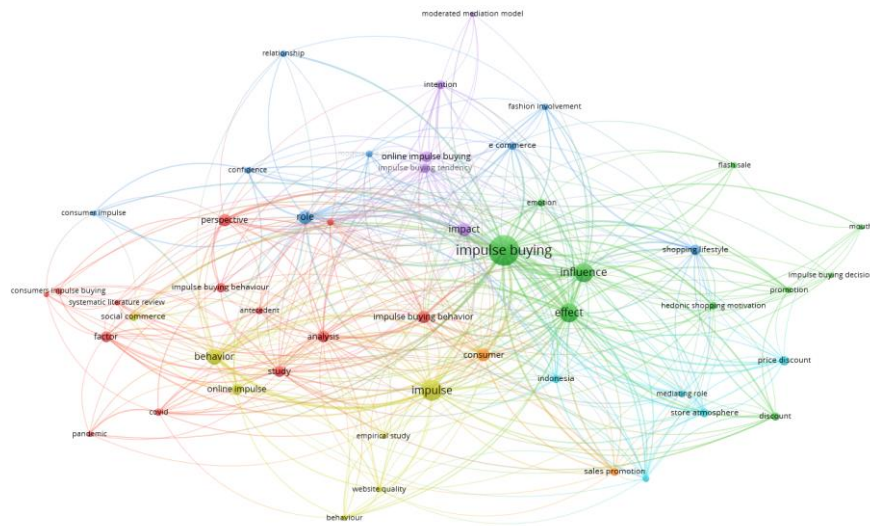 moderated mediation model
relationship
intention
fashion involvement
e commerce
online impulse buying
impulse buying tendency
flash sale
confidence
emotion
consumer impulse
perspective
role
impact
impulse buying
shopping lifestyle
influence
impulse buying decision
consumers impulse buying
impulse buying behaviour
promotion
systematic literature review
hedonic shopping motivation
social commerce
antecedent
impulse buying behavior
effect
factor
analysis
behavior
consumer
price discount
study
indonesia
online impulse
impulse
mediating role
covid
store atmosphere
discount
pandemic
empirical study
sales promotion
website quality
behaviour